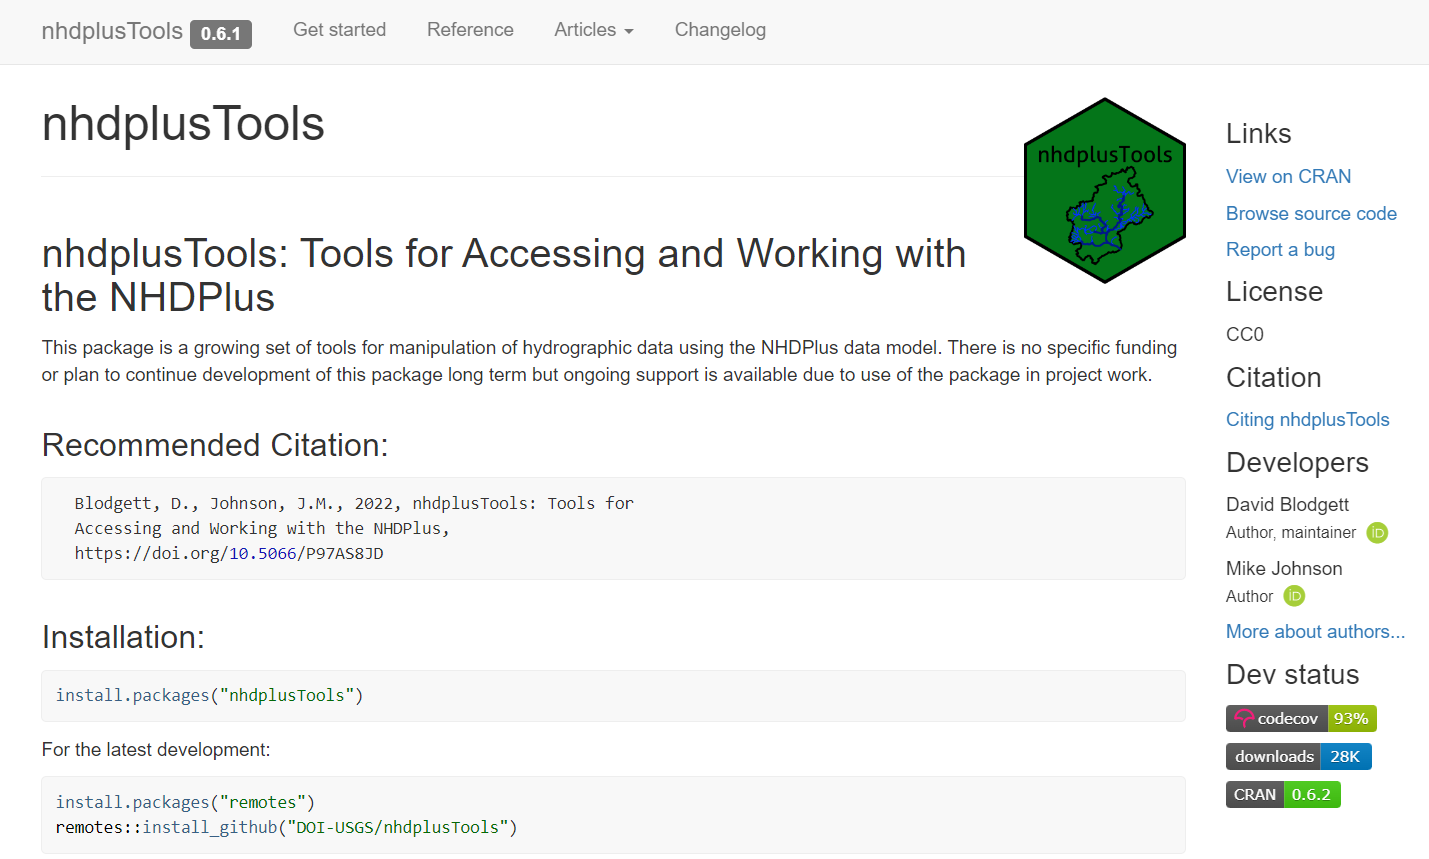 nhdplusTools 0.6.1 Get started Reference Articles Changelog
nhdplusTools
nhdplusTools
nhdplusTools: Tools for Accessing and Working with
the NHDPlus
This package is a growing set of tools for manipulation of hydrographic data using the NHDPlus data model. There is no specific funding
or plan to continue development of this package long term but ongoing support is available due to use of the package in project work.
Recommended Citation:
Blodgett, D., Johnson, J.M., 2022, nhdplusTools: Tools for
Accessing and Working with the NHDPlus,
https://doi.org/10.5066/P97AS8JD
Installation:
install.packages("nhdplusTools")
For the latest development:
install.packages("remotes")
remotes::install_github("DOI-USGS/nhdplusTools")
Links
View on CRAN
Browse source code
Report a bug
License
CC0
Citation
Citing nhdplusTools
Developers
David Blodgett
Author, maintainer iD
Mike Johnson
Author iD
More about authors...
Dev status
codecov 93%
downloads 28K
CRAN 0.6.2